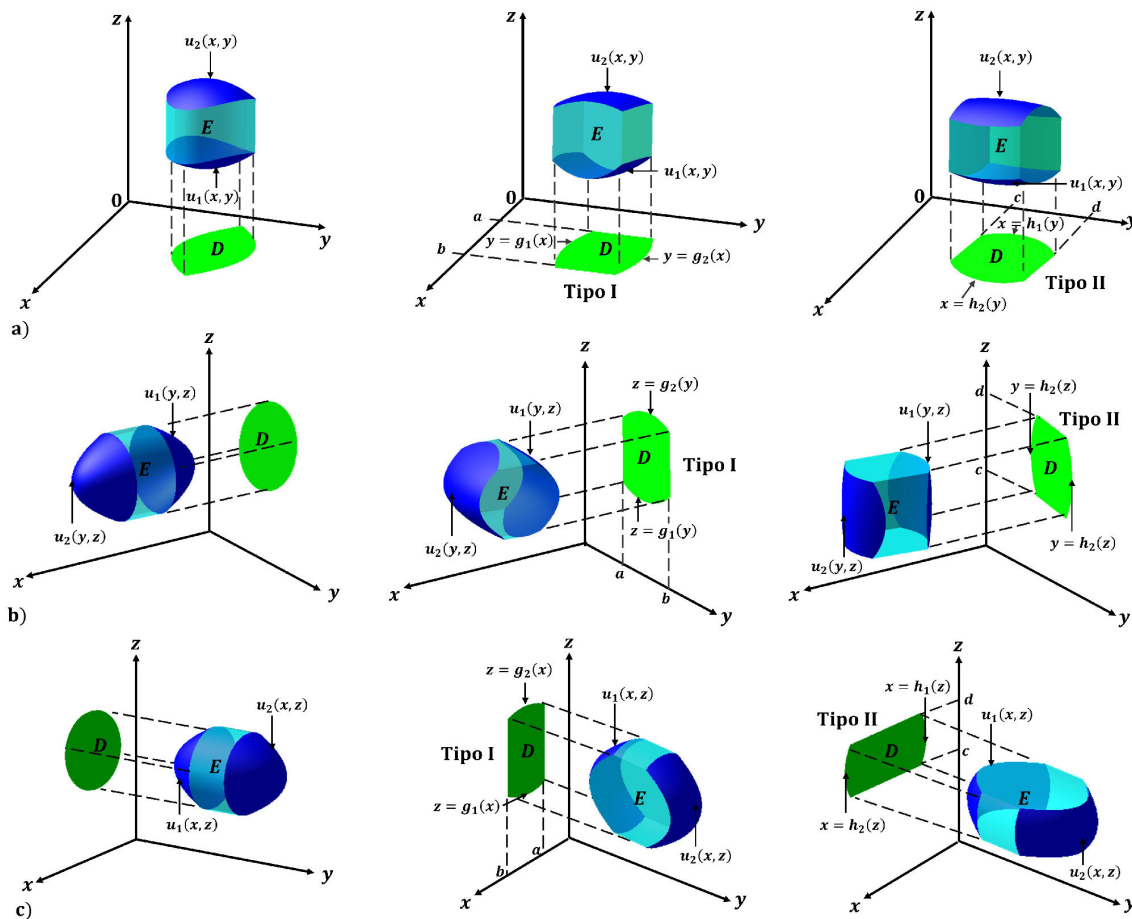 z
u₂(x, y)
E
u₁(x, y)
0
D
y
x
a)
z
u₂(x, y)
E
u₁(x, y)
0
a
b
y = g₁(x)
D
y = g₂(x)
Tipo I
y
x
z
u₂(x, y)
E
u₁(x, y)
0
c
d
x = h₁(y)
D
x = h₂(y)
Tipo II
y
x
z
u₁(y, z)
D
E
u₂(y, z)
x
y
b)
z
z = g₂(y)
u₁(y, z)
D
Tipo I
E
z = g₁(y)
u₂(y, z)
a
b
x
y
z
y = h₂(z)
d
Tipo II
u₁(y, z)
D
c
E
u₂(y, z)
y = h₂(z)
x
y
z
u₂(x, z)
D
E
u₁(x, z)
x
y
c)
z
z = g₂(x)
u₁(x, z)
Tipo I
D
E
z = g₁(x)
a
b
u₂(x, z)
x
y
z
x = h₁(z)
d
Tipo II
u₁(x, z)
D
c
E
x = h₂(z)
u₂(x, z)
x
y